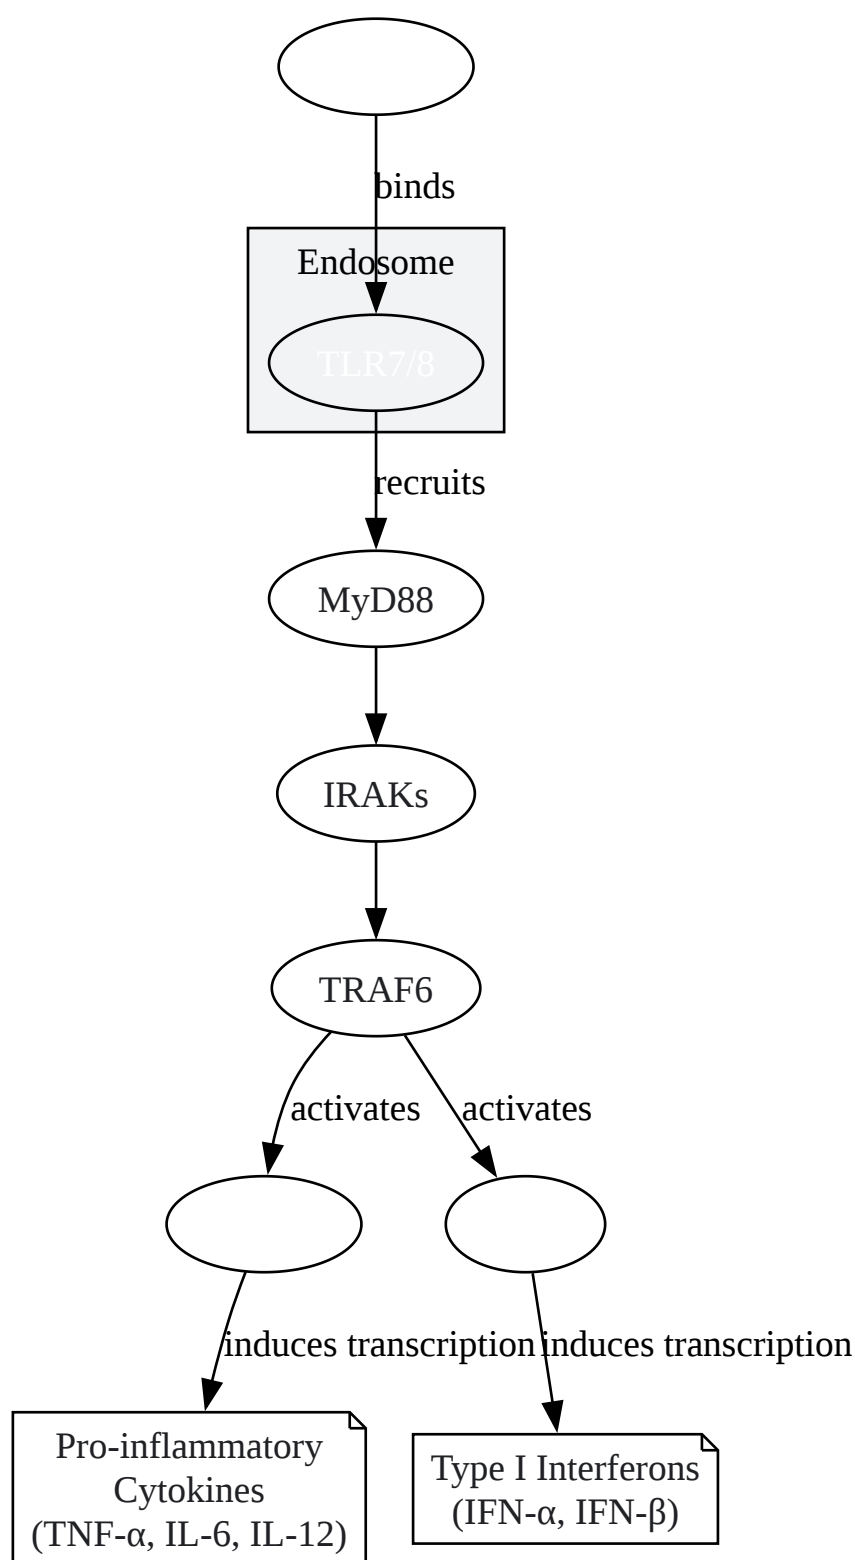 binds
Endosome
TLR7/8
recruits
MyD88
IRAKs
TRAF6
activates
activates
induces transcription
induces transcription
Pro-inflammatory
Cytokines
(TNF-α, IL-6, IL-12)
Type I Interferons
(IFN-α, IFN-β)